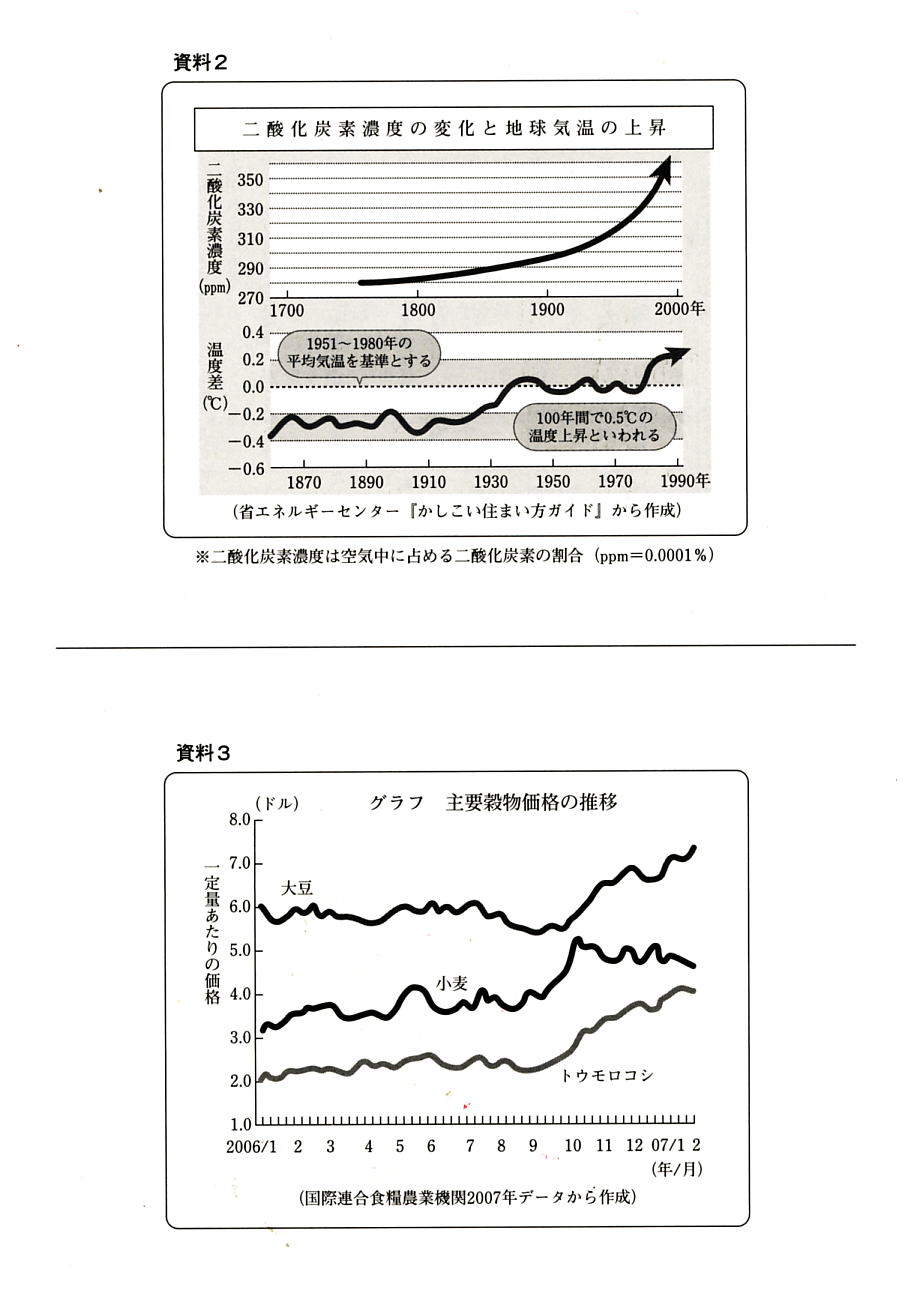 資料2
二酸化炭素濃度の変化と地球気温の上昇
二酸化炭素濃度
(ppm)
350
330
310
290
270
1700 1800 1900 2000年
温度差
(℃)
0.4
0.2
0.0
−0.2
−0.4
−0.6
1951〜1980年の
平均気温を基準とする
100年間で0.5℃の
温度上昇といわれる
1870 1890 1910 1930 1950 1970 1990年
(省エネルギーセンター『かしこい住まい方ガイド』から作成)
※二酸化炭素濃度は空気中に占める二酸化炭素の割合 (ppm=0.0001%)
資料3
(ドル) グラフ 主要穀物価格の推移
一定量あたりの価格
8.0
7.0
6.0
5.0
4.0
3.0
2.0
1.0
大豆
小麦
トウモロコシ
2006/1 2 3 4 5 6 7 8 9 10 11 12 07/1 2
(年/月)
(国際連合食糧農業機関2007年データから作成)